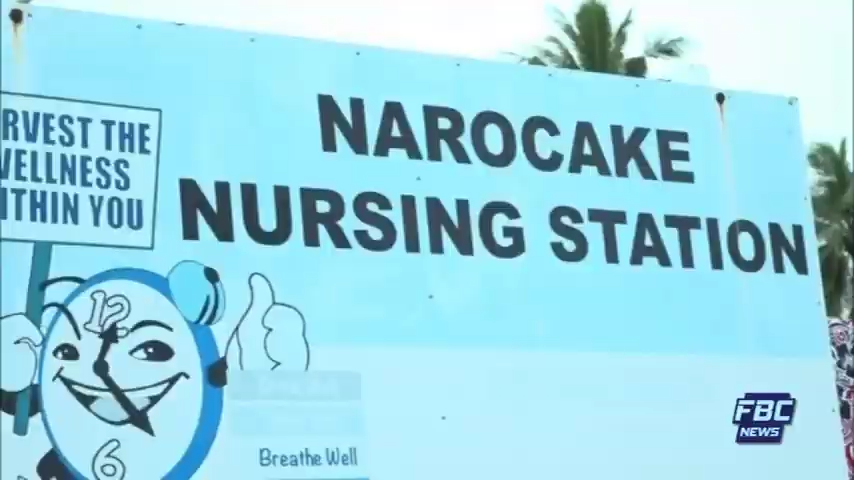 NAROCAKE
NURSING STATION
RVEST THE
WELLNESS
ITHIN YOU
12
6
Breathe Well
FBC
NEWS